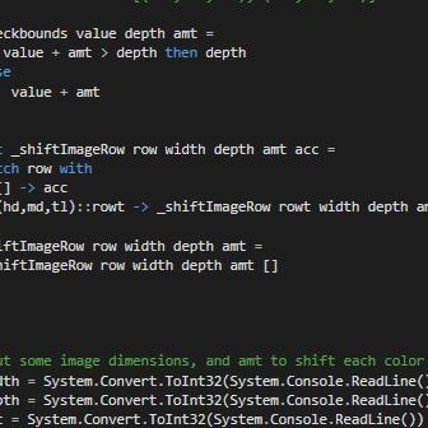 eckbounds value depth amt =
value + amt > depth then depth
se
value + amt
_shiftImageRow row width depth amt acc =
tch row with
[] -> acc
(hd,md,tl)::rowt -> _shiftImageRow rowt width depth am
iftImageRow row width depth amt =
hiftImageRow row width depth amt []
ut some image dimensions, and amt to shift each color
dth = System.Convert.ToInt32(System.Console.ReadLine()
pth = System.Convert.ToInt32(System.Console.ReadLine()
t = System.Convert.ToInt32(System.Console.ReadLine())